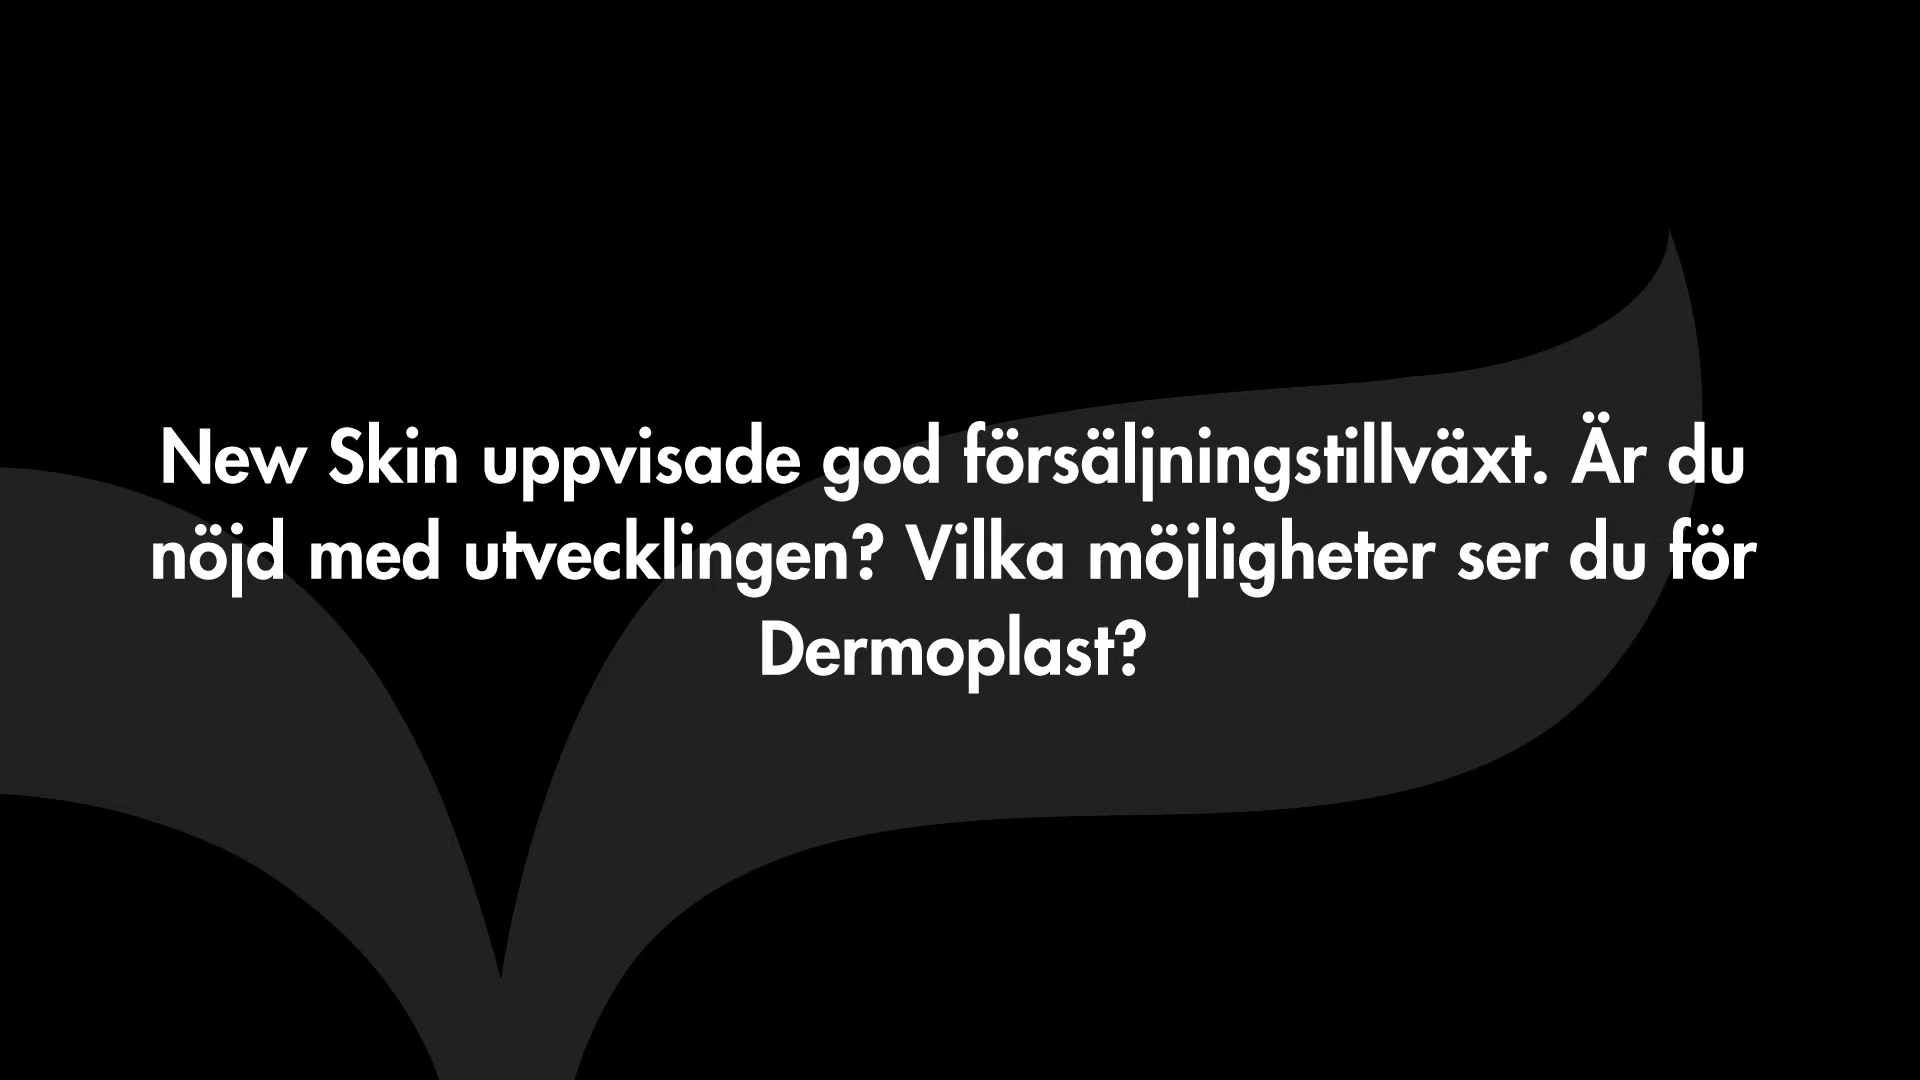 New Skin uppvisade god försäljningstillväxt. Är du
nöjd med utvecklingen? Vilka möjligheter ser du för
Dermoplast?